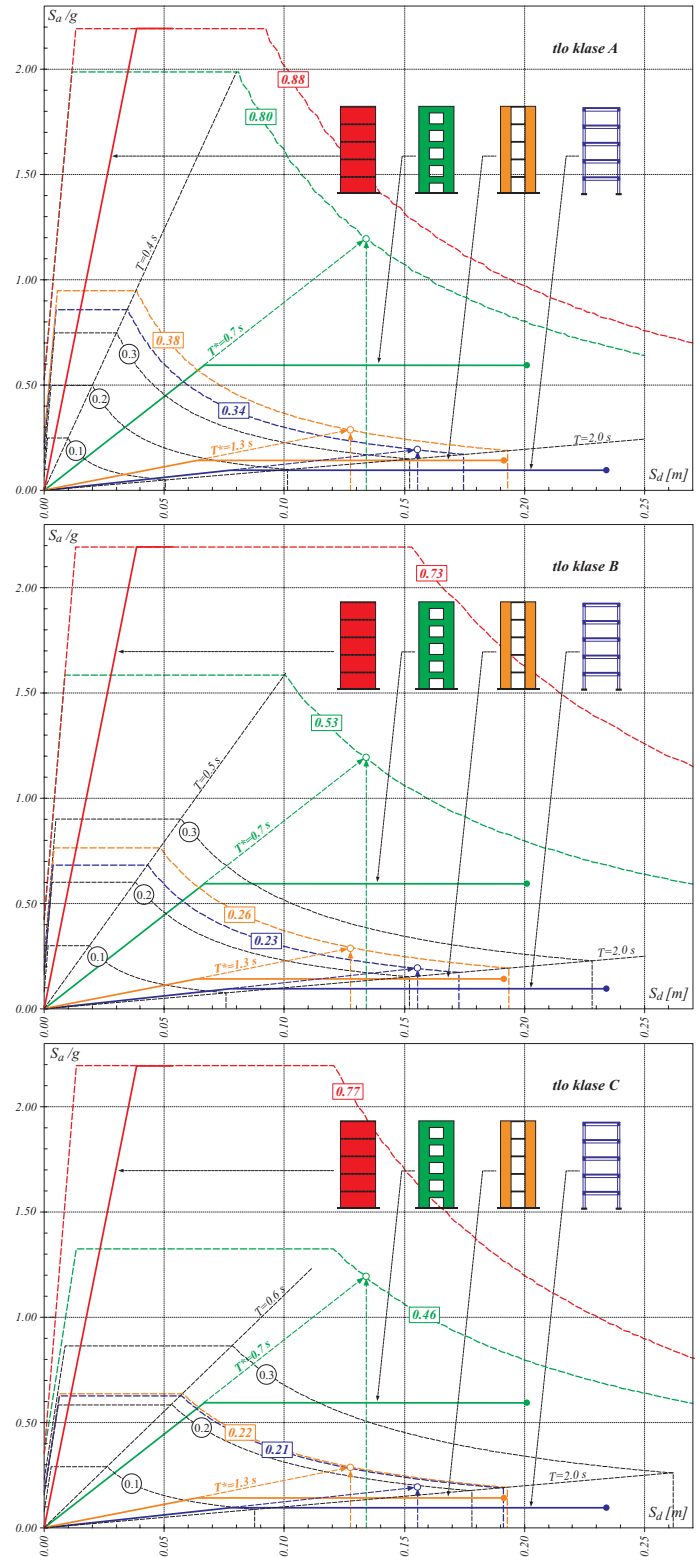 S_a /g
tlo klase A
2.00
0.88
0.80
1.50
T=0.4 s
1.00
0.38
0.3
T*=0.7 s
0.50
0.34
0.2
T=2.0 s
0.1
T*=1.3 s
S_d [m]
0.00
0.00 0.05 0.10 0.15 0.20 0.25
S_a /g
tlo klase B
2.00
0.73
1.50
0.53
T=0.5 s
1.00
T*=0.7 s
0.3
0.50
0.2
0.26
0.23
T=2.0 s
0.1
T*=1.3 s
S_d [m]
0.00
0.00 0.05 0.10 0.15 0.20 0.25
S_a /g
tlo klase C
2.00
0.77
1.50
T=0.6 s
1.00
T*=0.7 s
0.46
0.3
0.50
0.22
0.2
0.21
T=2.0 s
0.1
T*=1.3 s
S_d [m]
0.00
0.00 0.05 0.10 0.15 0.20 0.25